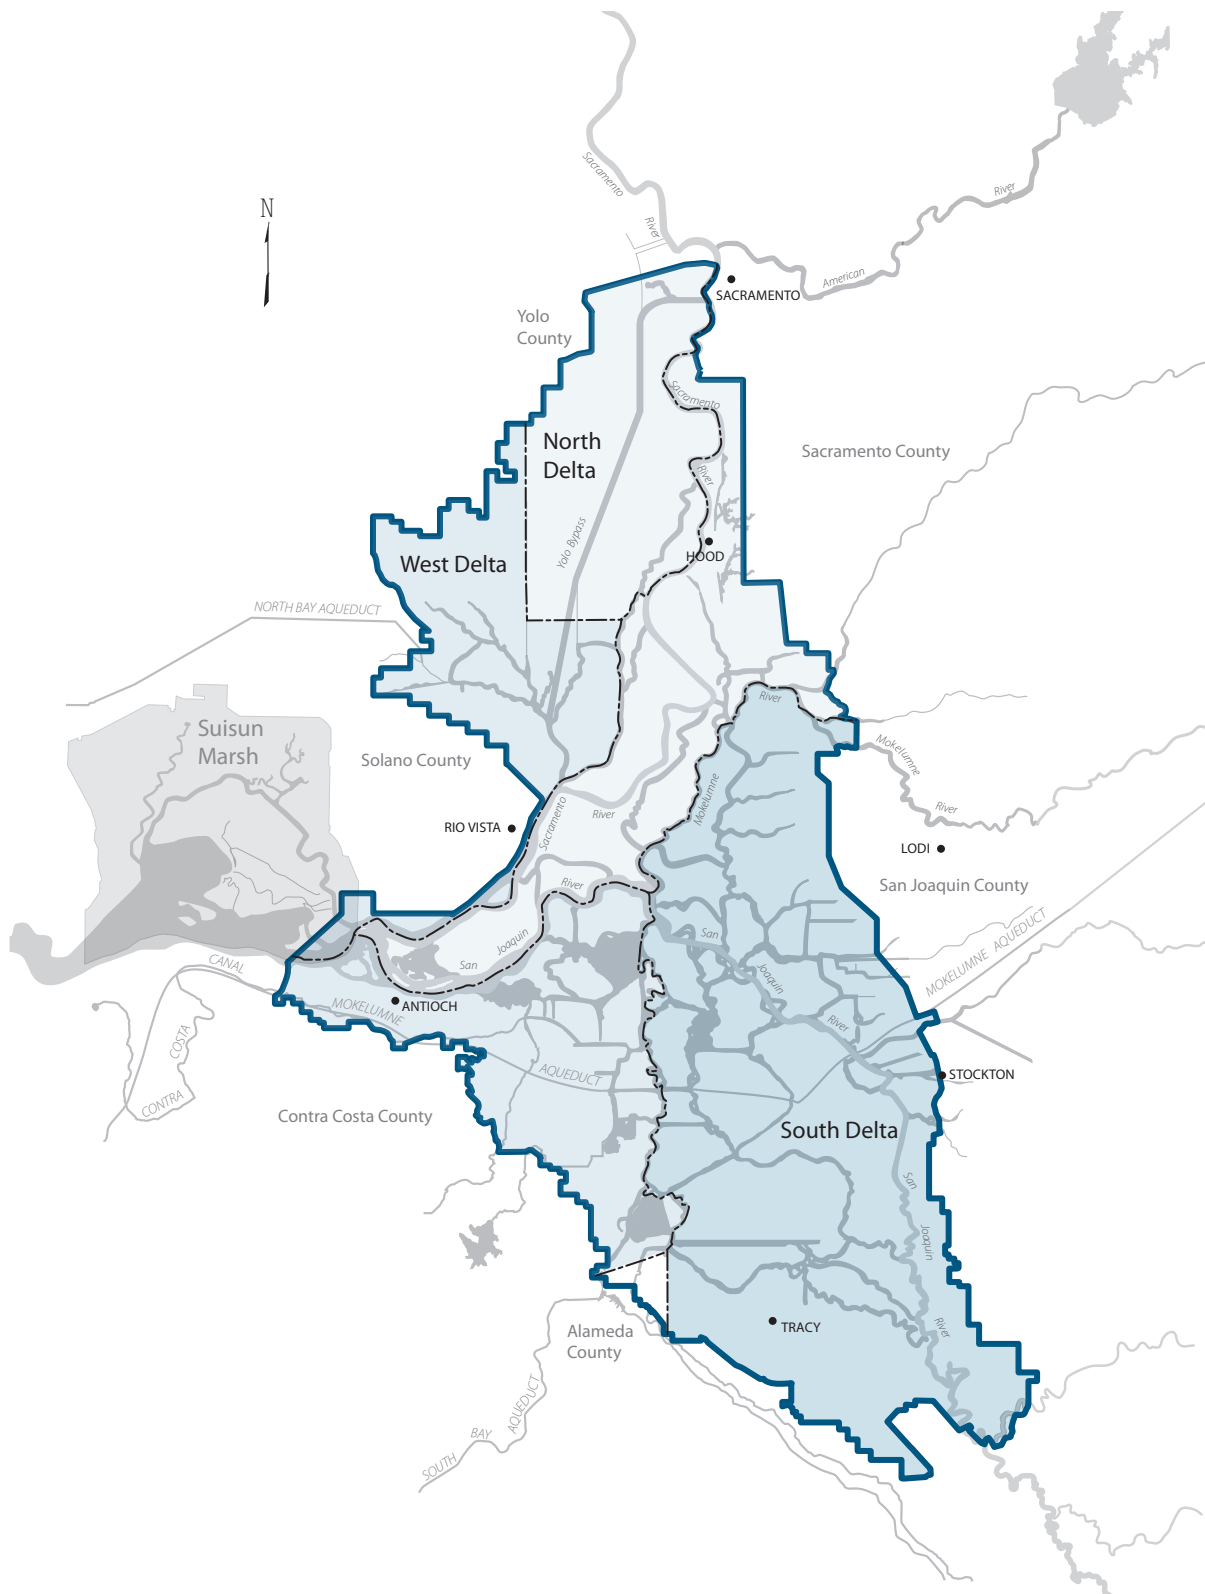 Sacramento
River
River
N
American
SACRAMENTO
Yolo
County
Sacramento
North
Delta
River
Sacramento County
Yolo Bypass
HOOD
West Delta
NORTH BAY AQUEDUCT
River
Suisun
Marsh
Solano County
Mokelumne
Mokelumne
River
Sacramento
River
RIO VISTA
LODI
River
San Joaquin County
San
Joaquin
San
Joaquin
River
MOKELUMNE AQUEDUCT
CANAL
COSTA
CONTRA
MOKELUMNE
AQUEDUCT
ANTIOCH
STOCKTON
Contra Costa County
South Delta
San
Joaquin
River
TRACY
Alameda
County
SOUTH
BAY
AQUEDUCT